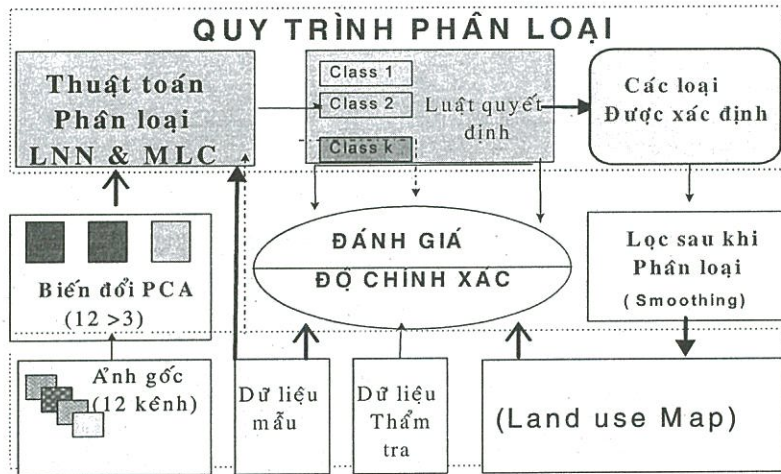 QUY TRÌNH PHÂN LOẠI
Thuật toán
Phân loại
LNN & MLC
Class 1
Class 2
Class k
Luật quyết
định
Các loại
Được xác định
Biến đổi PCA
(12 >3)
ĐÁNH GIÁ
ĐỘ CHÍNH XÁC
Lọc sau khi
Phân loại
(Smoothing)
Ảnh gốc
(12 kênh)
Dữ liệu
mẫu
Dữ liệu
Thẩm
tra
(Land use Map)